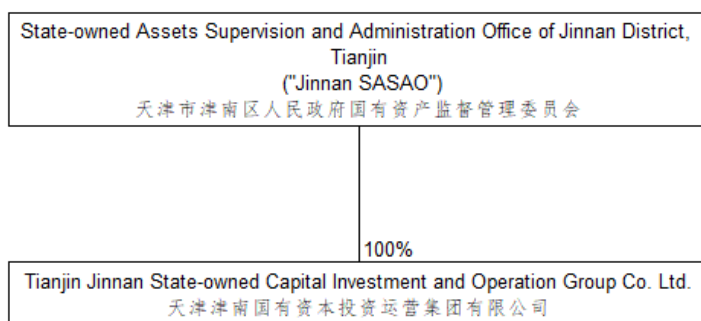 State-owned Assets Supervision and Administration Office of Jinnan District,
Tianjin
("Jinnan SASAO")
天津市津南区人民政府国有资产监督管理委员会
100%
Tianjin Jinnan State-owned Capital Investment and Operation Group Co. Ltd.
天津津南国有资本投资运营集团有限公司